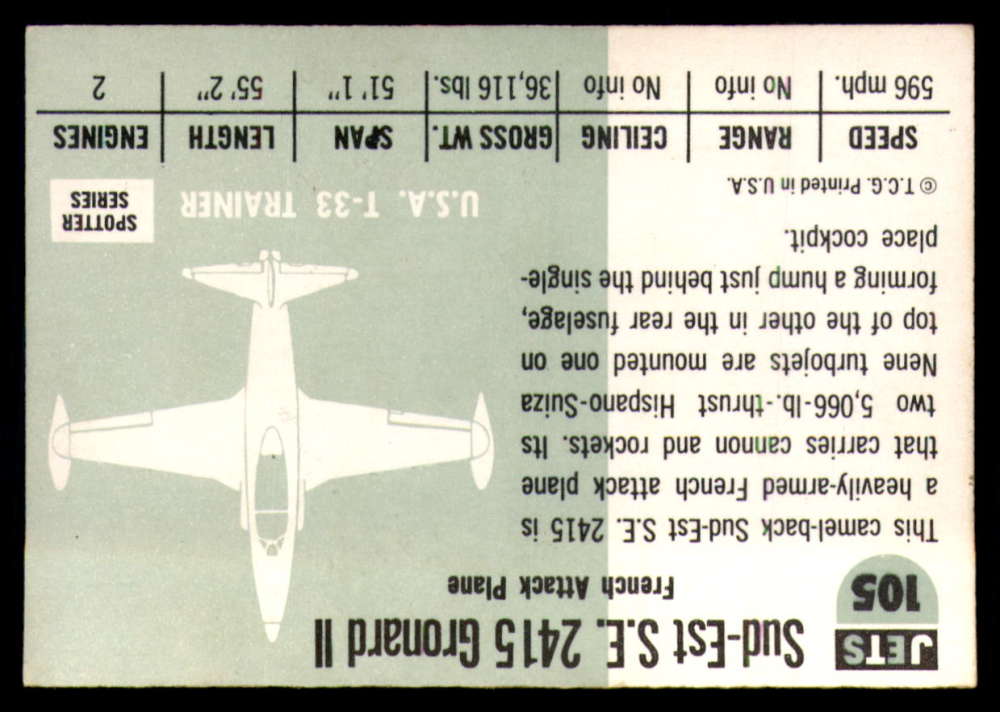 JETS
105
Sud-Est S.E. 2415 Gronard II
French Attack Plane
This camel-back Sud-Est S.E. 2415 is
a heavily-armed French attack plane
that carries cannon and rockets. Its
two 5,066-lb.-thrust Hispano-Suiza
Nene turbojets are mounted one on
top of the other in the rear fuselage,
forming a hump just behind the single-
place cockpit.
© T.C.G. Printed in U.S.A.
U.S.A. T-33 TRAINER
SPOTTER
SERIES
SPEED RANGE CEILING GROSS WT. SPAN LENGTH ENGINES
596 mph. No info No info 36,116 lbs. 51' 1" 55' 2" 2